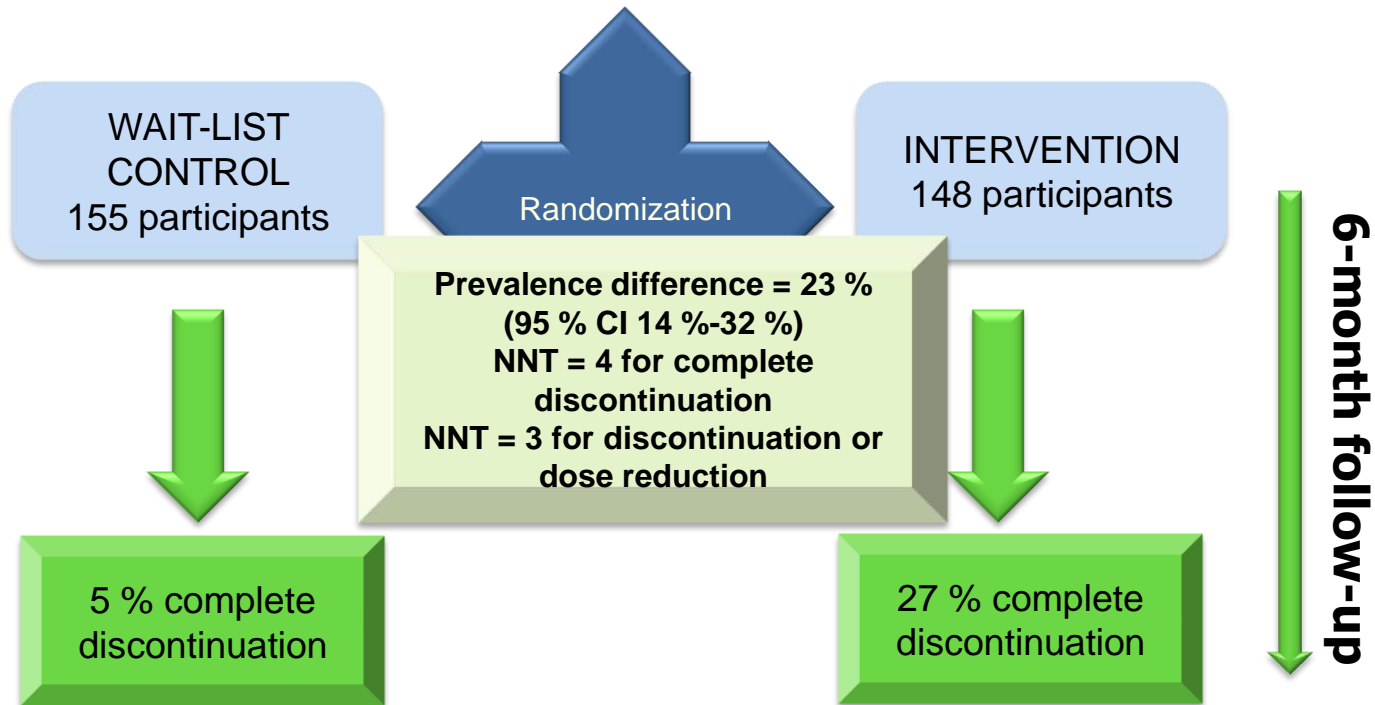 WAIT-LIST
CONTROL
155 participants
Randomization
INTERVENTION
148 participants
Prevalence difference = 23 %
(95 % CI 14 %-32 %)
NNT = 4 for complete
discontinuation
NNT = 3 for discontinuation or
dose reduction
5 % complete
discontinuation
27 % complete
discontinuation
6-month follow-up